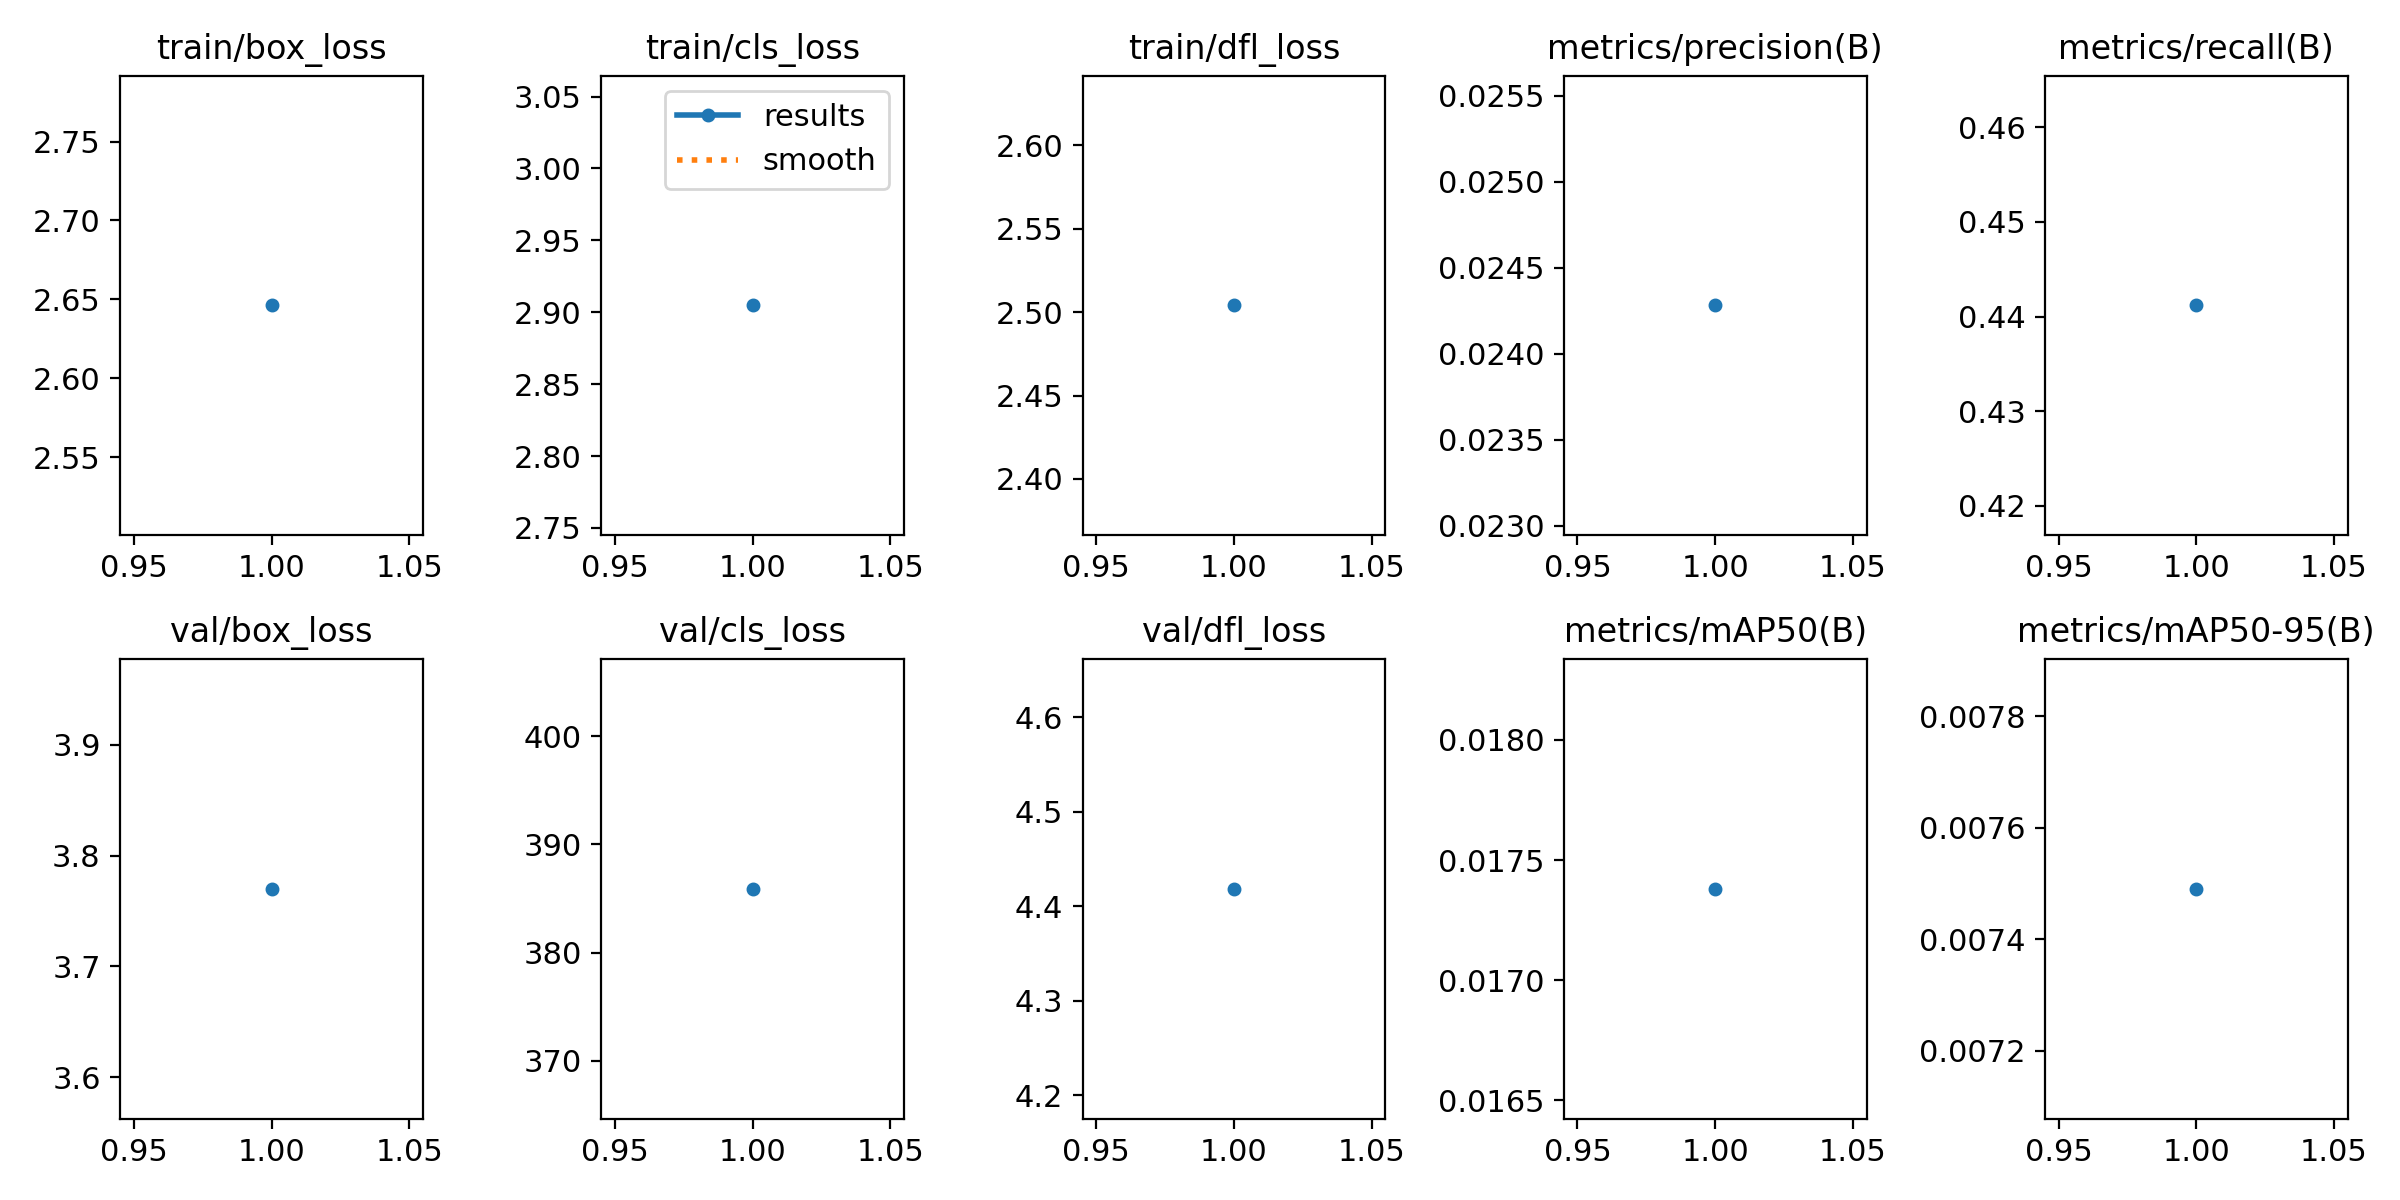 train/box_loss
2.75
2.70
2.65
2.60
2.55
0.95 1.00 1.05
train/cls_loss
3.05
3.00
2.95
2.90
2.85
2.80
2.75
results
smooth
0.95 1.00 1.05
train/dfl_loss
2.60
2.55
2.50
2.45
2.40
0.95 1.00 1.05
metrics/precision(B)
0.0255
0.0250
0.0245
0.0240
0.0235
0.0230
0.95 1.00 1.05
metrics/recall(B)
0.46
0.45
0.44
0.43
0.42
0.95 1.00 1.05
val/box_loss
3.9
3.8
3.7
3.6
0.95 1.00 1.05
val/cls_loss
400
390
380
370
0.95 1.00 1.05
val/dfl_loss
4.6
4.5
4.4
4.3
4.2
0.95 1.00 1.05
metrics/mAP50(B)
0.0180
0.0175
0.0170
0.0165
0.95 1.00 1.05
metrics/mAP50-95(B)
0.0078
0.0076
0.0074
0.0072
0.95 1.00 1.05